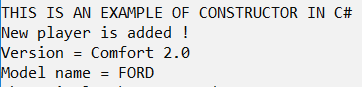 THIS IS AN EXAMPLE OF CONSTRUCTOR IN C#
New player is added !
Version = Comfort 2.0
Model name = FORD